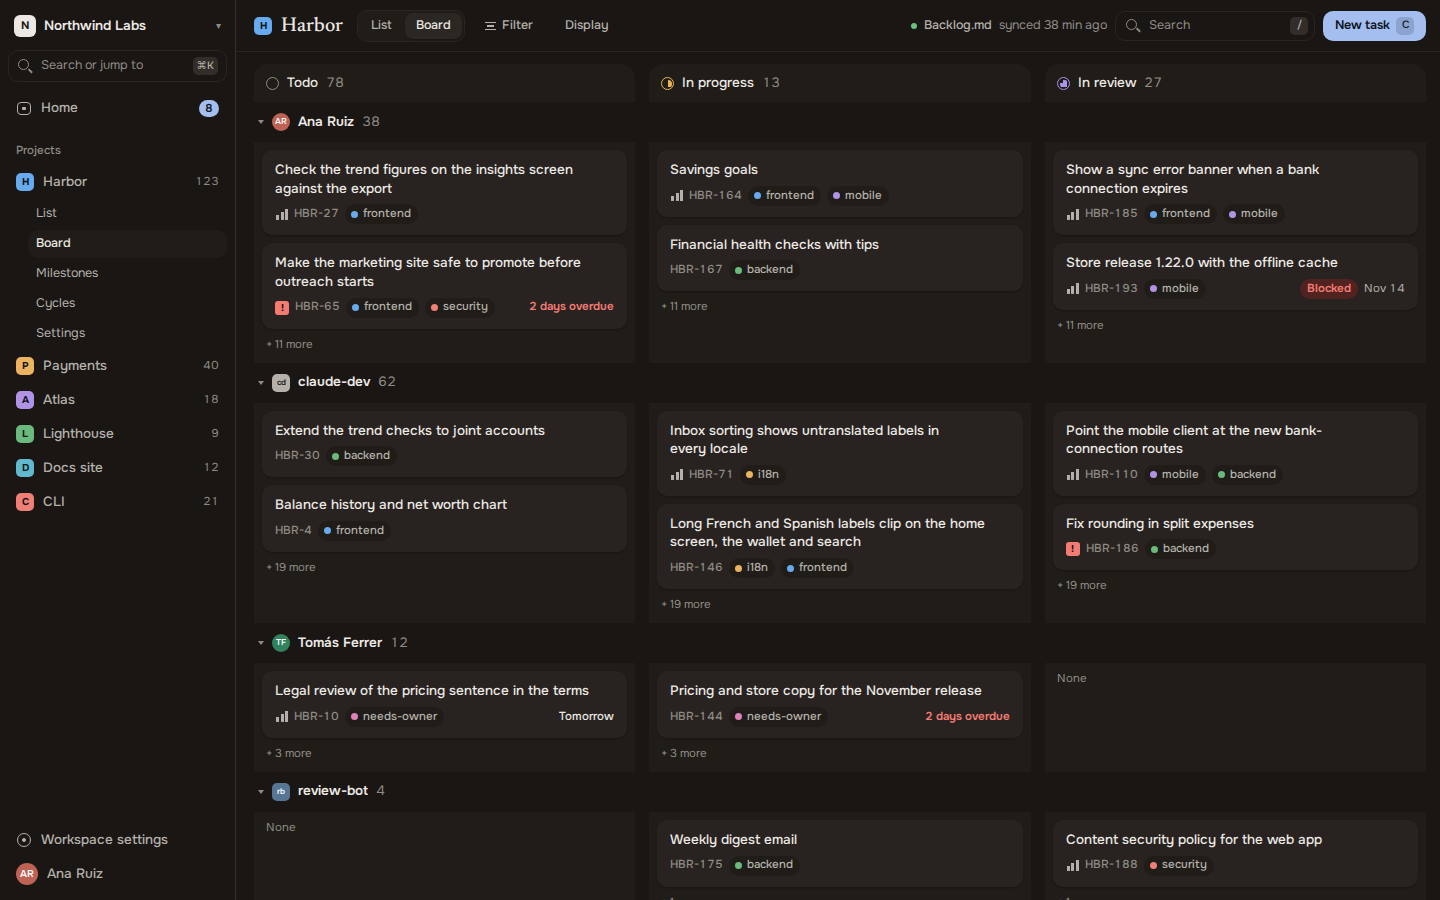 N Northwind Labs
Search or jump to ⌘K
Home 8
Projects
H Harbor 123
List
Board
Milestones
Cycles
Settings
P Payments 40
A Atlas 18
L Lighthouse 9
D Docs site 12
C CLI 21
Workspace settings
AR Ana Ruiz
H Harbor List Board Filter Display Backlog.md synced 38 min ago Search / New task C
Todo 78
In progress 13
In review 27
AR Ana Ruiz 38
Check the trend figures on the insights screen
against the export
HBR-27 frontend
Make the marketing site safe to promote before
outreach starts
! HBR-65 frontend security 2 days overdue
+ 11 more
Savings goals
HBR-164 frontend mobile
Financial health checks with tips
HBR-167 backend
+ 11 more
Show a sync error banner when a bank
connection expires
HBR-185 frontend mobile
Store release 1.22.0 with the offline cache
HBR-193 mobile Blocked Nov 14
+ 11 more
cd claude-dev 62
Extend the trend checks to joint accounts
HBR-30 backend
Balance history and net worth chart
HBR-4 frontend
+ 19 more
Inbox sorting shows untranslated labels in
every locale
HBR-71 i18n
Long French and Spanish labels clip on the home
screen, the wallet and search
HBR-146 i18n frontend
+ 19 more
Point the mobile client at the new bank-
connection routes
HBR-110 mobile backend
Fix rounding in split expenses
! HBR-186 backend
+ 19 more
TF Tomás Ferrer 12
Legal review of the pricing sentence in the terms
HBR-10 needs-owner Tomorrow
+ 3 more
Pricing and store copy for the November release
HBR-144 needs-owner 2 days overdue
+ 3 more
None
rb review-bot 4
None
Weekly digest email
HBR-175 backend
Content security policy for the web app
HBR-188 security